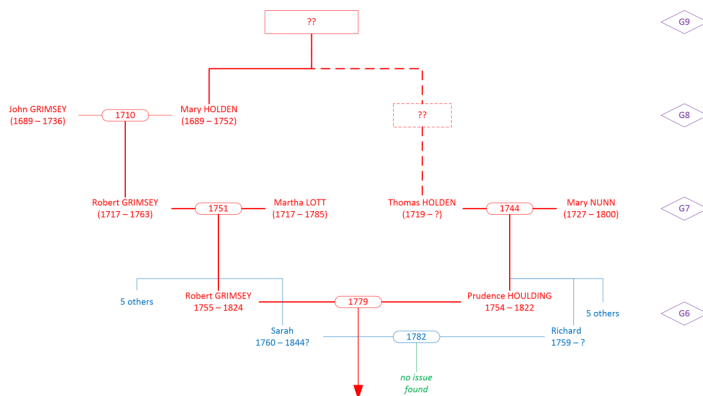 ??
G9
John GRIMSEY
(1689 – 1736)
1710
Mary HOLDEN
(1689 – 1752)
??
G8
Robert GRIMSEY
(1717 – 1763)
1751
Martha LOTT
(1717 – 1785)
Thomas HOLDEN
(1719 – ?)
1744
Mary NUNN
(1727 – 1800)
G7
5 others
Robert GRIMSEY
1755 – 1824
1779
Prudence HOULDING
1754 – 1822
5 others
G6
Sarah
1760 – 1844?
1782
Richard
1759 – ?
no issue
found